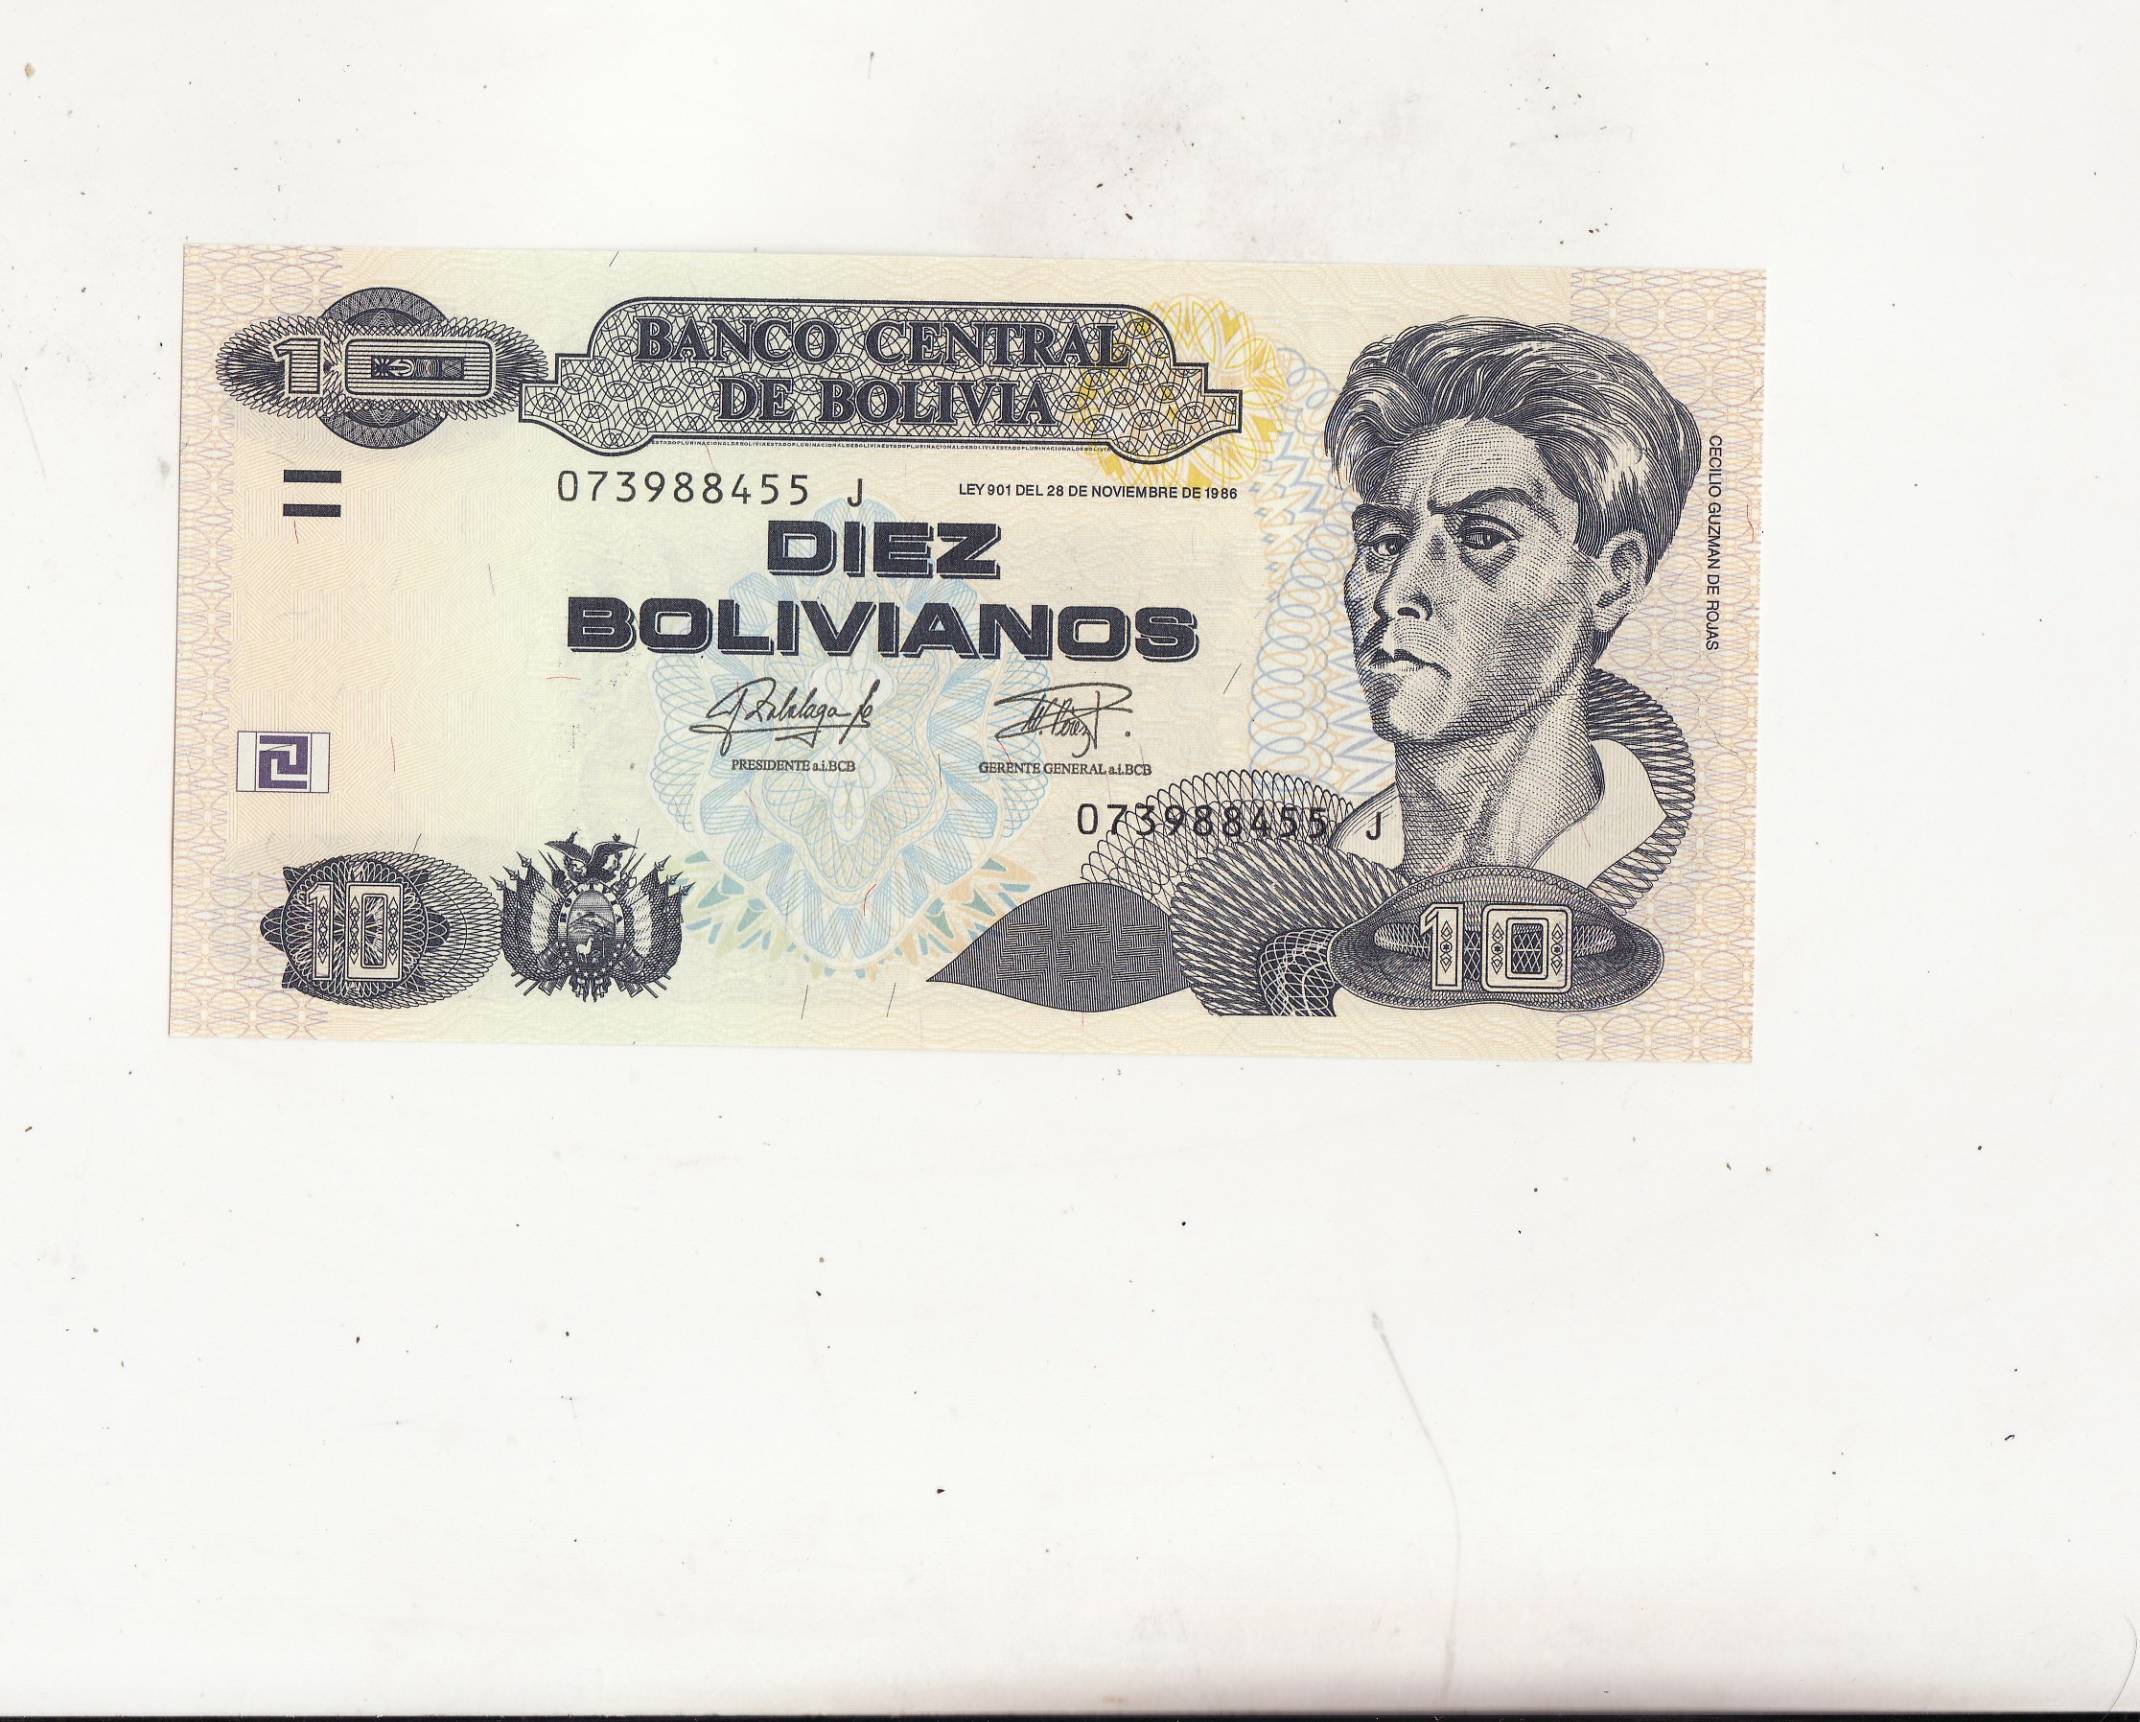 10
BANCO CENTRAL
DE BOLIVIA
073988455 J
LEY 901 DEL 28 DE NOVIEMBRE DE 1986
DIEZ
BOLIVIANOS
CECILIO GUZMAN DE ROJAS
PRESIDENTE a.i.BCB
GERENTE GENERAL a.i.BCB
073988455 J
10
10